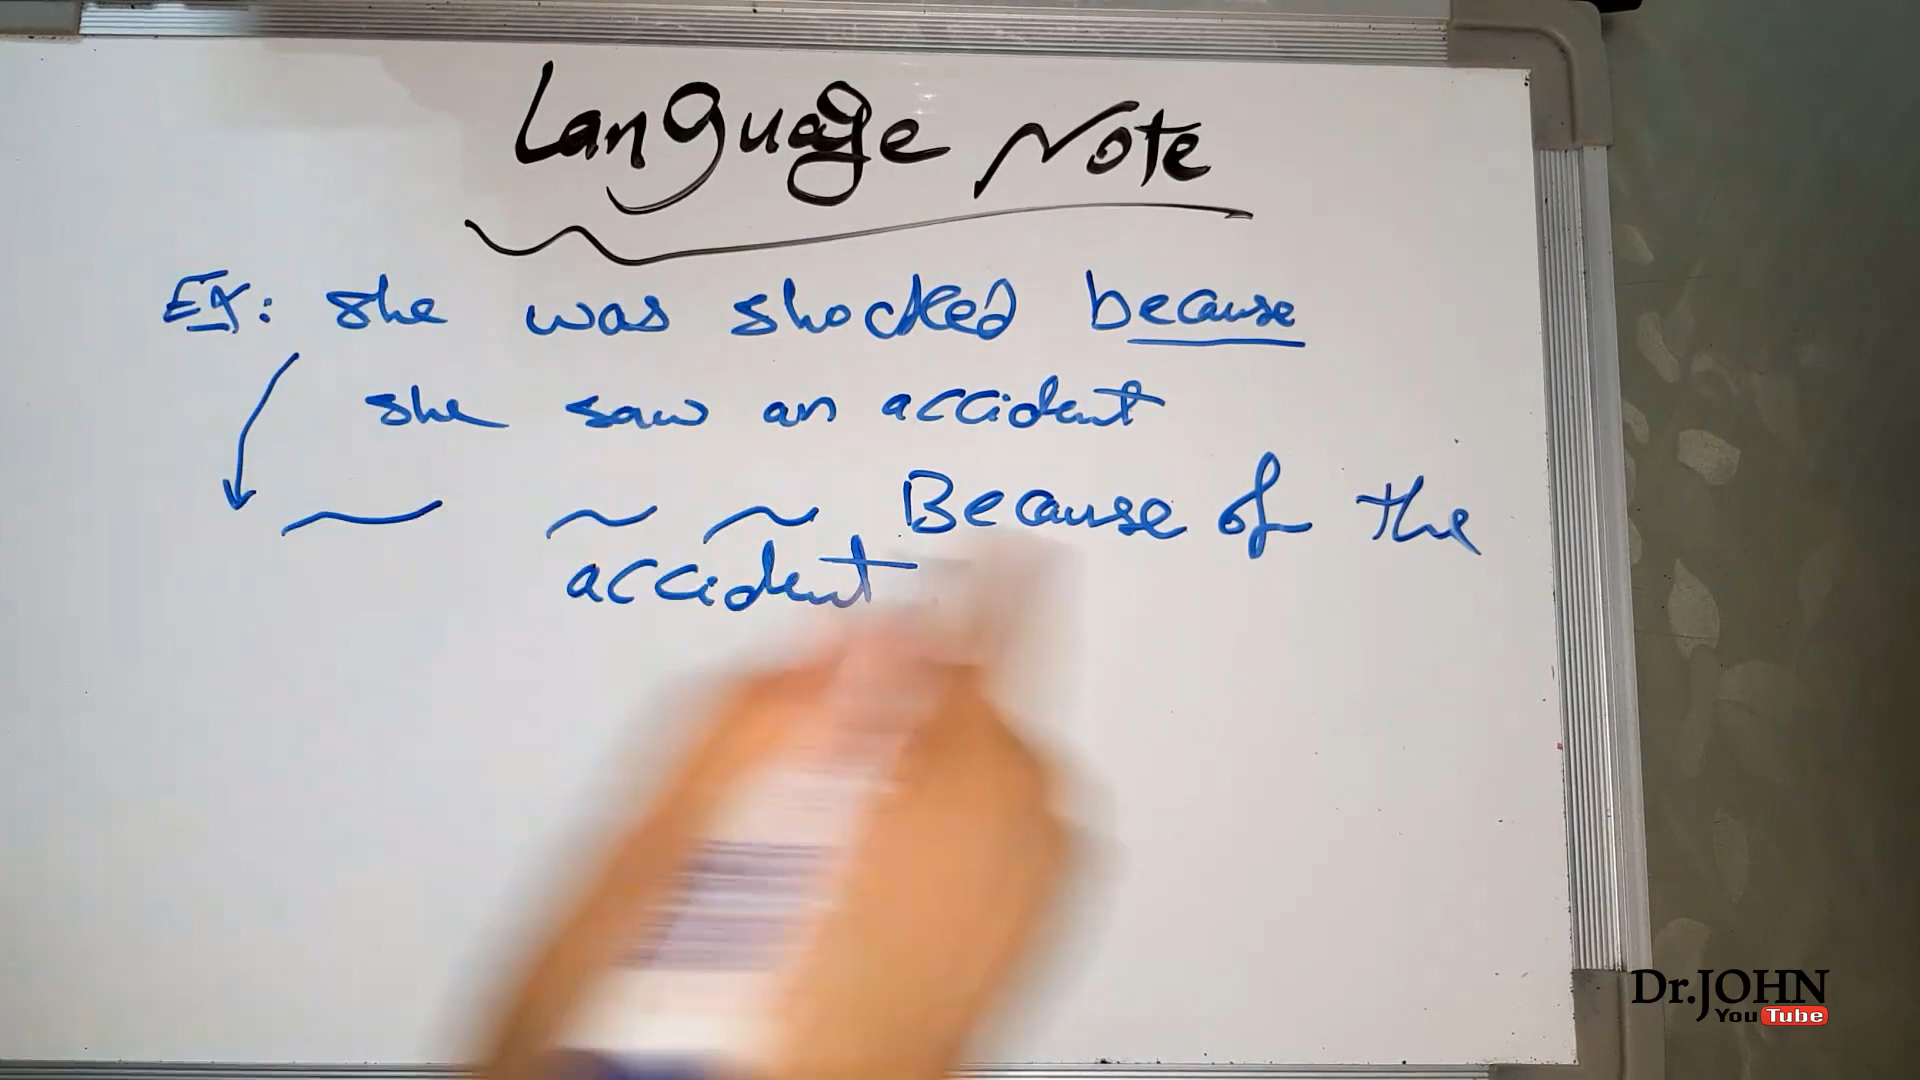 Language Note
Ex: she was shocked because
she saw an accident
~ ~ ~ Because of the
accident
Dr.JOHN
YouTube